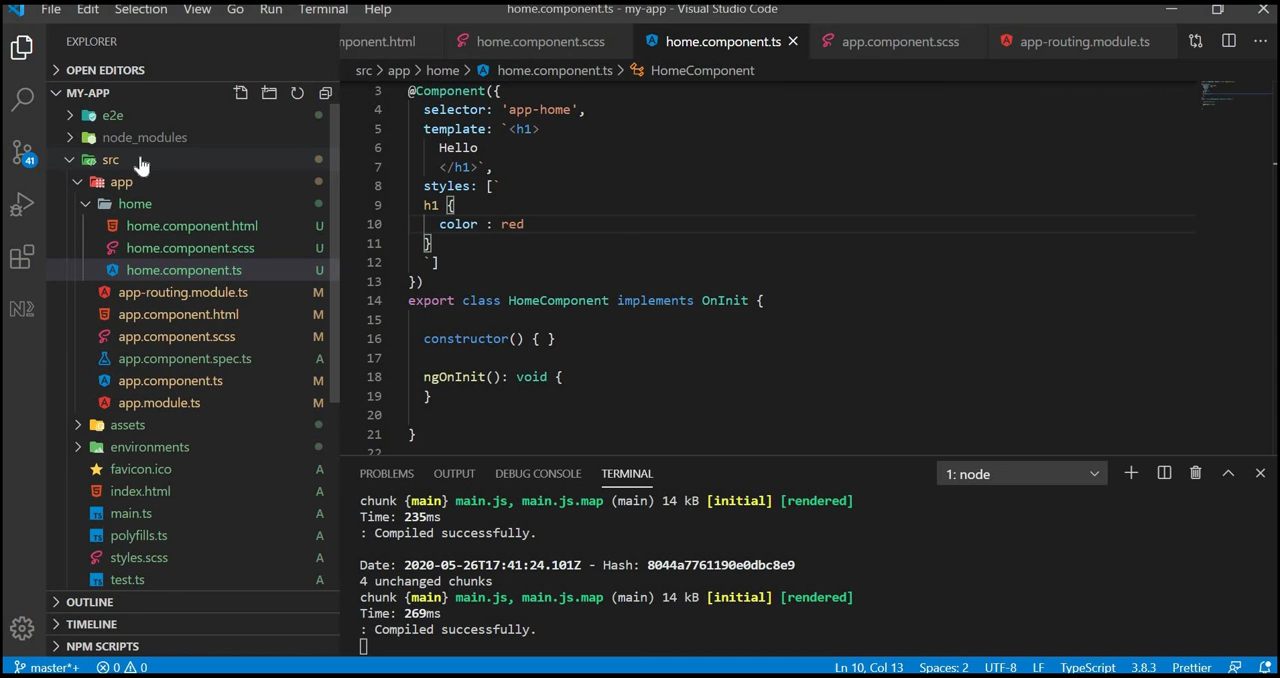 File Edit Selection View Go Run Terminal Help home.component.ts - my-app - Visual Studio Code
EXPLORER
OPEN EDITORS
MY-APP
e2e
node_modules
src
app
home
home.component.html U
home.component.scss U
home.component.ts U
app-routing.module.ts M
app.component.html M
app.component.scss M
app.component.spec.ts A
app.component.ts M
app.module.ts M
assets
environments
favicon.ico A
index.html A
main.ts A
polyfills.ts A
styles.scss A
test.ts A
OUTLINE
TIMELINE
NPM SCRIPTS
41
nponent.html home.component.scss home.component.ts app.component.scss app-routing.module.ts
src > app > home > home.component.ts > HomeComponent
3 @Component({
4 selector: 'app-home',
5 template: `<h1>
6 Hello
7 </h1>`,
8 styles: [`
9 h1 {
10 color : red
11 }
12 `]
13 })
14 export class HomeComponent implements OnInit {
15
16 constructor() { }
17
18 ngOnInit(): void {
19 }
20
21 }
22
PROBLEMS OUTPUT DEBUG CONSOLE TERMINAL 1: node
chunk {main} main.js, main.js.map (main) 14 kB [initial] [rendered]
Time: 235ms
: Compiled successfully.
Date: 2020-05-26T17:41:24.101Z - Hash: 8044a7761190e0dbc8e9
4 unchanged chunks
chunk {main} main.js, main.js.map (main) 14 kB [initial] [rendered]
Time: 269ms
: Compiled successfully.
master*+ 0 0 Ln 10, Col 13 Spaces: 2 UTF-8 LF TypeScript 3.8.3 Prettier